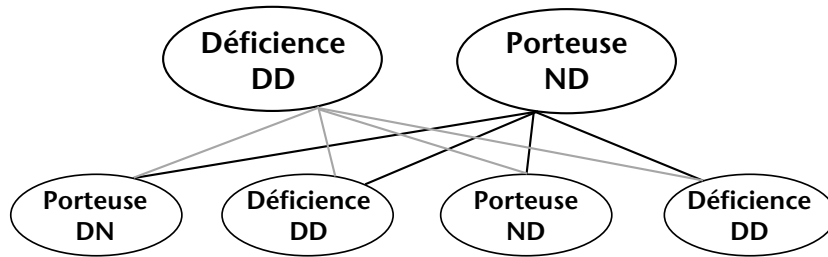 Déficience
DD
Porteuse
ND
Porteuse
DN
Déficience
DD
Porteuse
ND
Déficience
DD